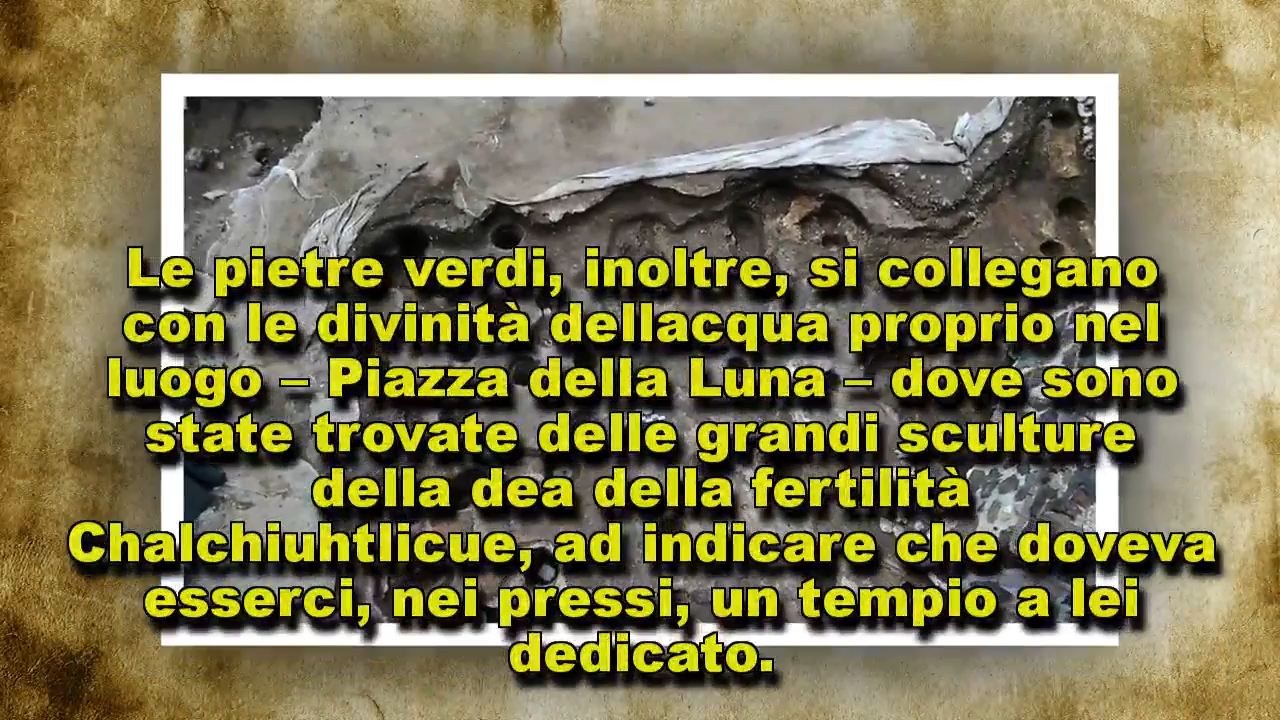 Le pietre verdi, inoltre, si collegano
con le divinità dellacqua proprio nel
luogo – Piazza della Luna – dove sono
state trovate delle grandi sculture
della dea della fertilità
Chalchiuhtlicue, ad indicare che doveva
esserci, nei pressi, un tempio a lei
dedicato.